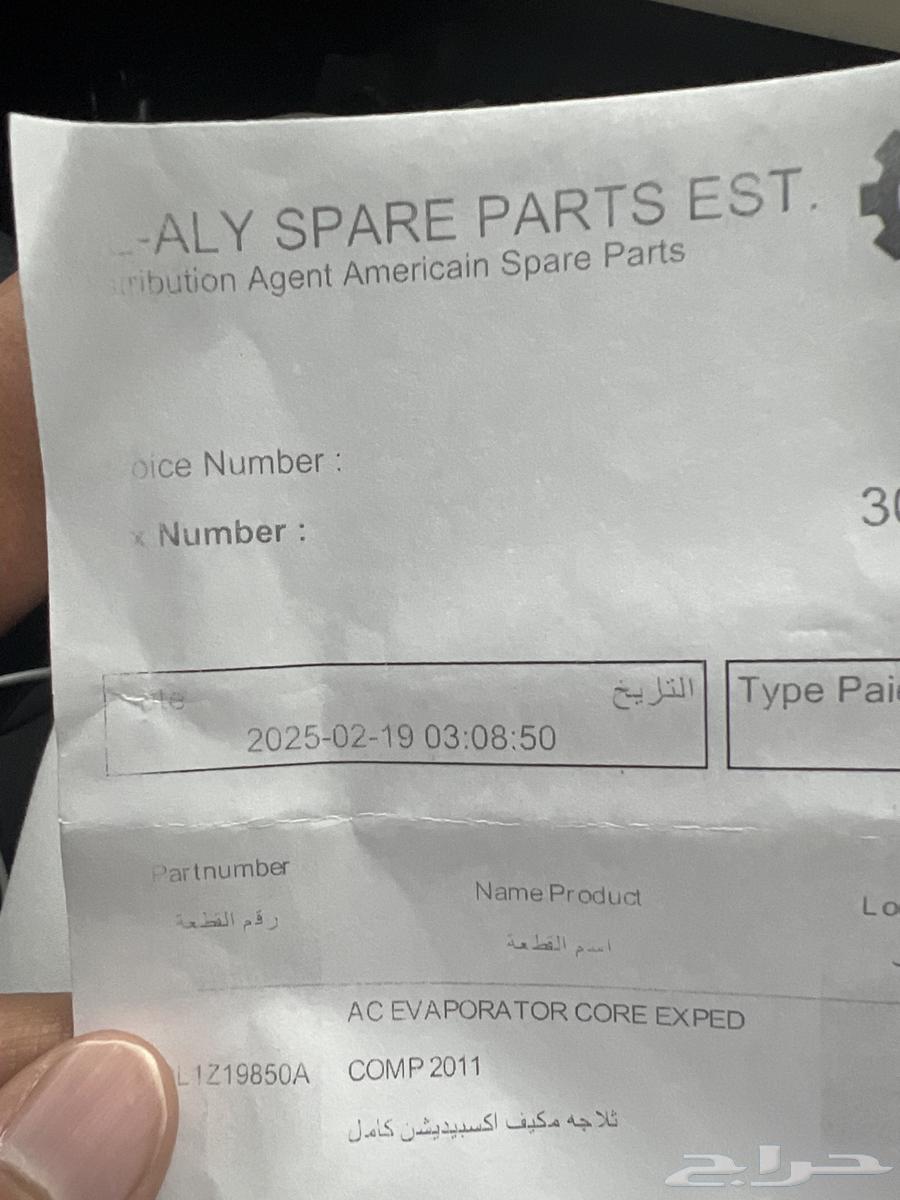 -ALY SPARE PARTS EST.
ribution Agent Americain Spare Parts
oice Number :
x Number :
30
التاريخ
Type Paid
2025-02-19 03:08:50
Partnumber
Name Product
Lo
رقم القطعة
اسم القطعة
AC EVAPORATOR CORE EXPED
L1Z19850A COMP 2011
ثلاجه مكيف اكسبيديشن كامل
حراج